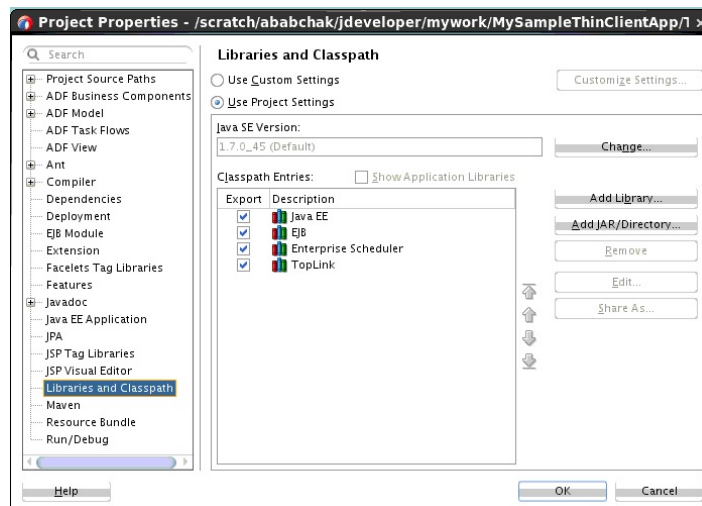 Project Properties - /scratch/ababchak/jdeveloper/mywork/MySampleThinClientApp/T
Search
Project Source Paths
ADF Business Components
ADF Model
ADF Task Flows
ADF View
Ant
Compiler
Dependencies
Deployment
EJB Module
Extension
Facelets Tag Libraries
Features
Javadoc
Java EE Application
JPA
JSP Tag Libraries
JSP Visual Editor
Libraries and Classpath
Maven
Resource Bundle
Run/Debug
Libraries and Classpath
Use Custom Settings
Customize Settings...
Use Project Settings
Java SE Version:
1.7.0_45 (Default)
Change...
Classpath Entries:
Show Application Libraries
Export Description
Java EE
EJB
Enterprise Scheduler
TopLink
Add Library...
Add JAR/Directory...
Remove
Edit...
Share As...
Help
OK
Cancel